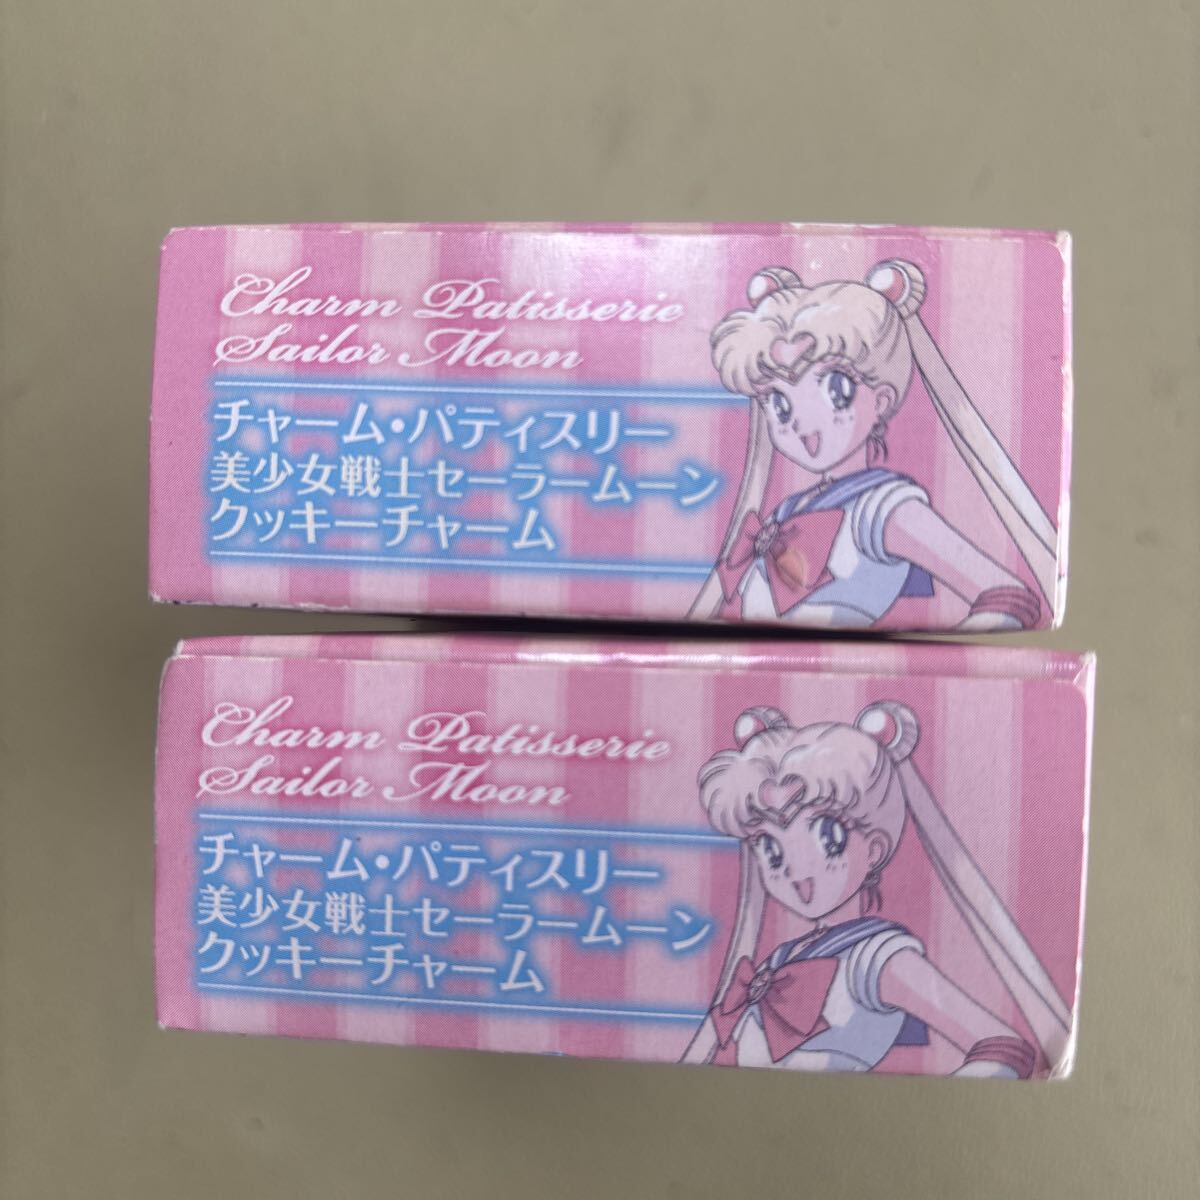 Charm Patisserie
Sailor Moon
チャーム・パティスリー
美少女戦士セーラームーン
クッキーチャーム
Charm Patisserie
Sailor Moon
チャーム・パティスリー
美少女戦士セーラームーン
クッキーチャーム